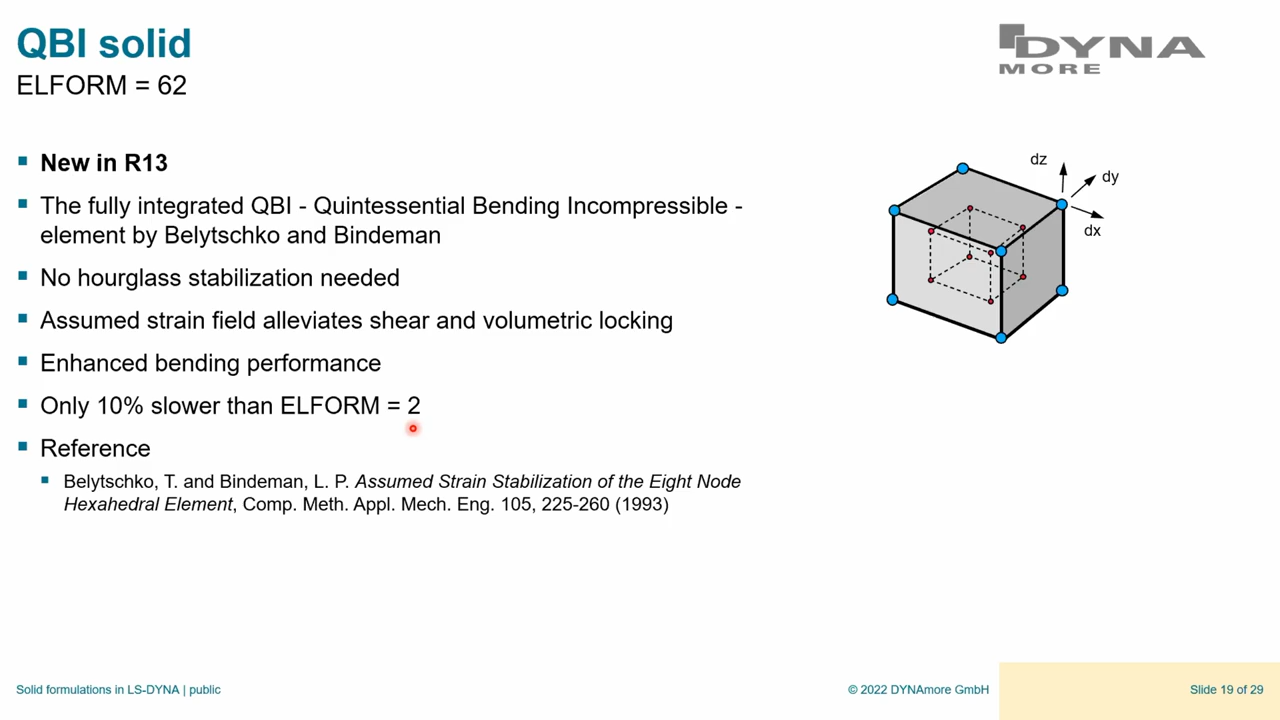 QBI solid
ELFORM = 62
DYNA
MORE
New in R13
The fully integrated QBI - Quintessential Bending Incompressible -
element by Belytschko and Bindeman
No hourglass stabilization needed
Assumed strain field alleviates shear and volumetric locking
Enhanced bending performance
Only 10% slower than ELFORM = 2
Reference
Belytschko, T. and Bindeman, L. P. Assumed Strain Stabilization of the Eight Node
Hexahedral Element, Comp. Meth. Appl. Mech. Eng. 105, 225-260 (1993)
dz
dy
dx
Solid formulations in LS-DYNA | public
© 2022 DYNAmore GmbH
Slide 19 of 29